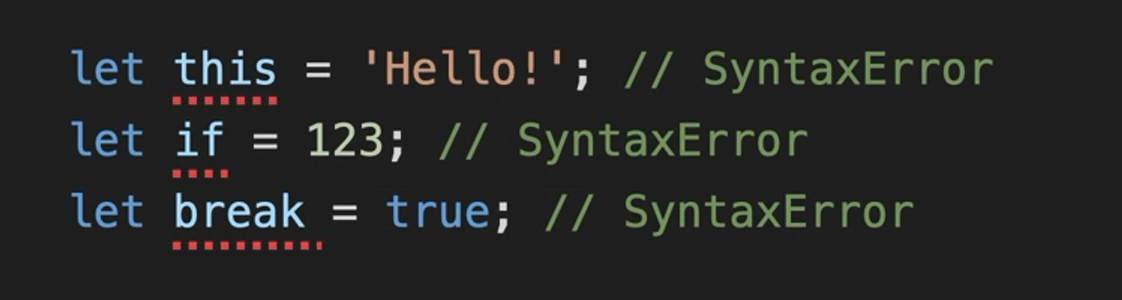 let this = 'Hello!'; // SyntaxError
let if = 123; // SyntaxError
let break = true; // SyntaxError